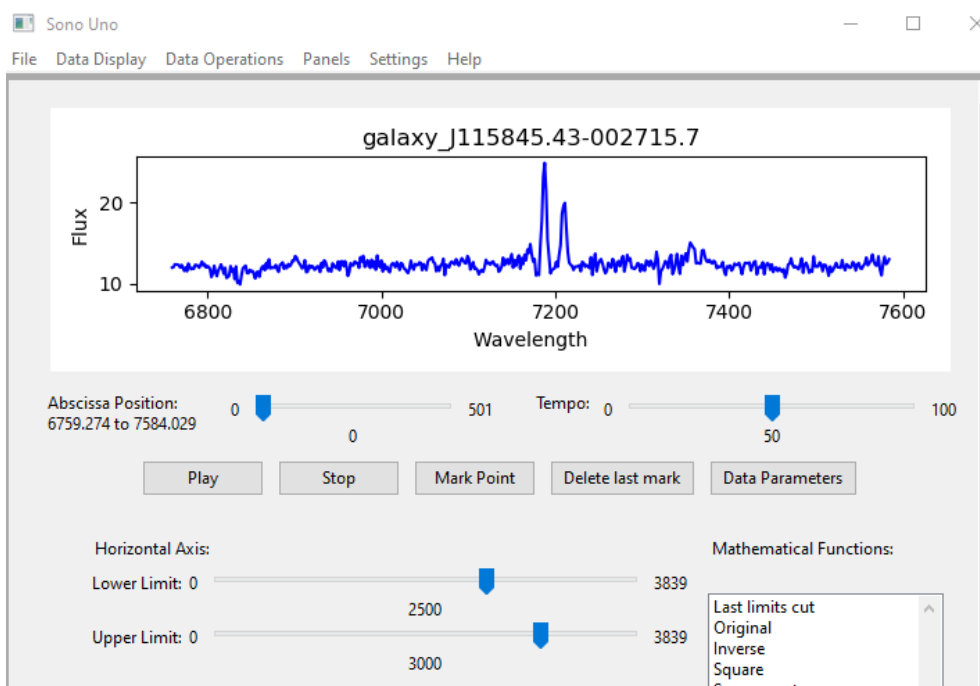 Sono Uno
File Data Display Data Operations Panels Settings Help
galaxy_J115845.43-002715.7
Flux
20
10
6800 7000 7200 7400 7600
Wavelength
Abscissa Position:
6759.274 to 7584.029
0 501
0
Tempo: 0 100
50
Play Stop Mark Point Delete last mark Data Parameters
Horizontal Axis:
Lower Limit: 0 3839
2500
Upper Limit: 0 3839
3000
Mathematical Functions:
Last limits cut
Original
Inverse
Square